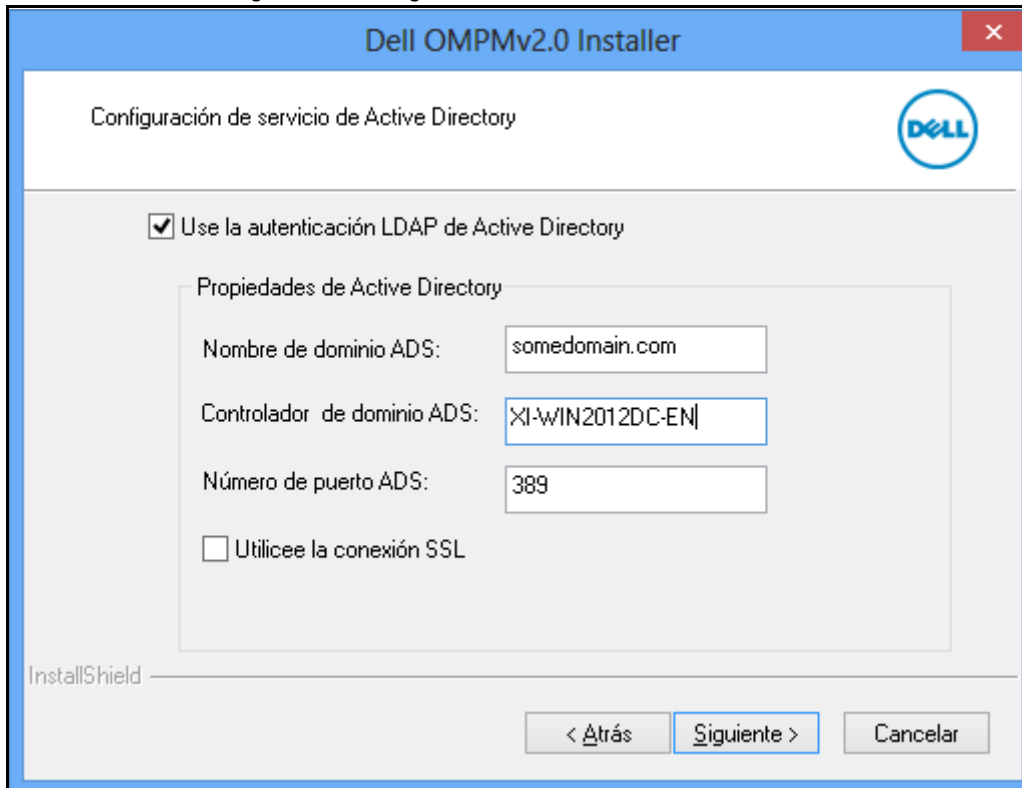 Dell OMPMv2.0 Installer
Configuración de servicio de Active Directory
DELL
Use la autenticación LDAP de Active Directory
Propiedades de Active Directory
Nombre de dominio ADS: somedomain.com
Controlador de dominio ADS: XI-WIN2012DC-EN
Número de puerto ADS: 389
Utilicee la conexión SSL
InstallShield
< Atrás Siguiente > Cancelar